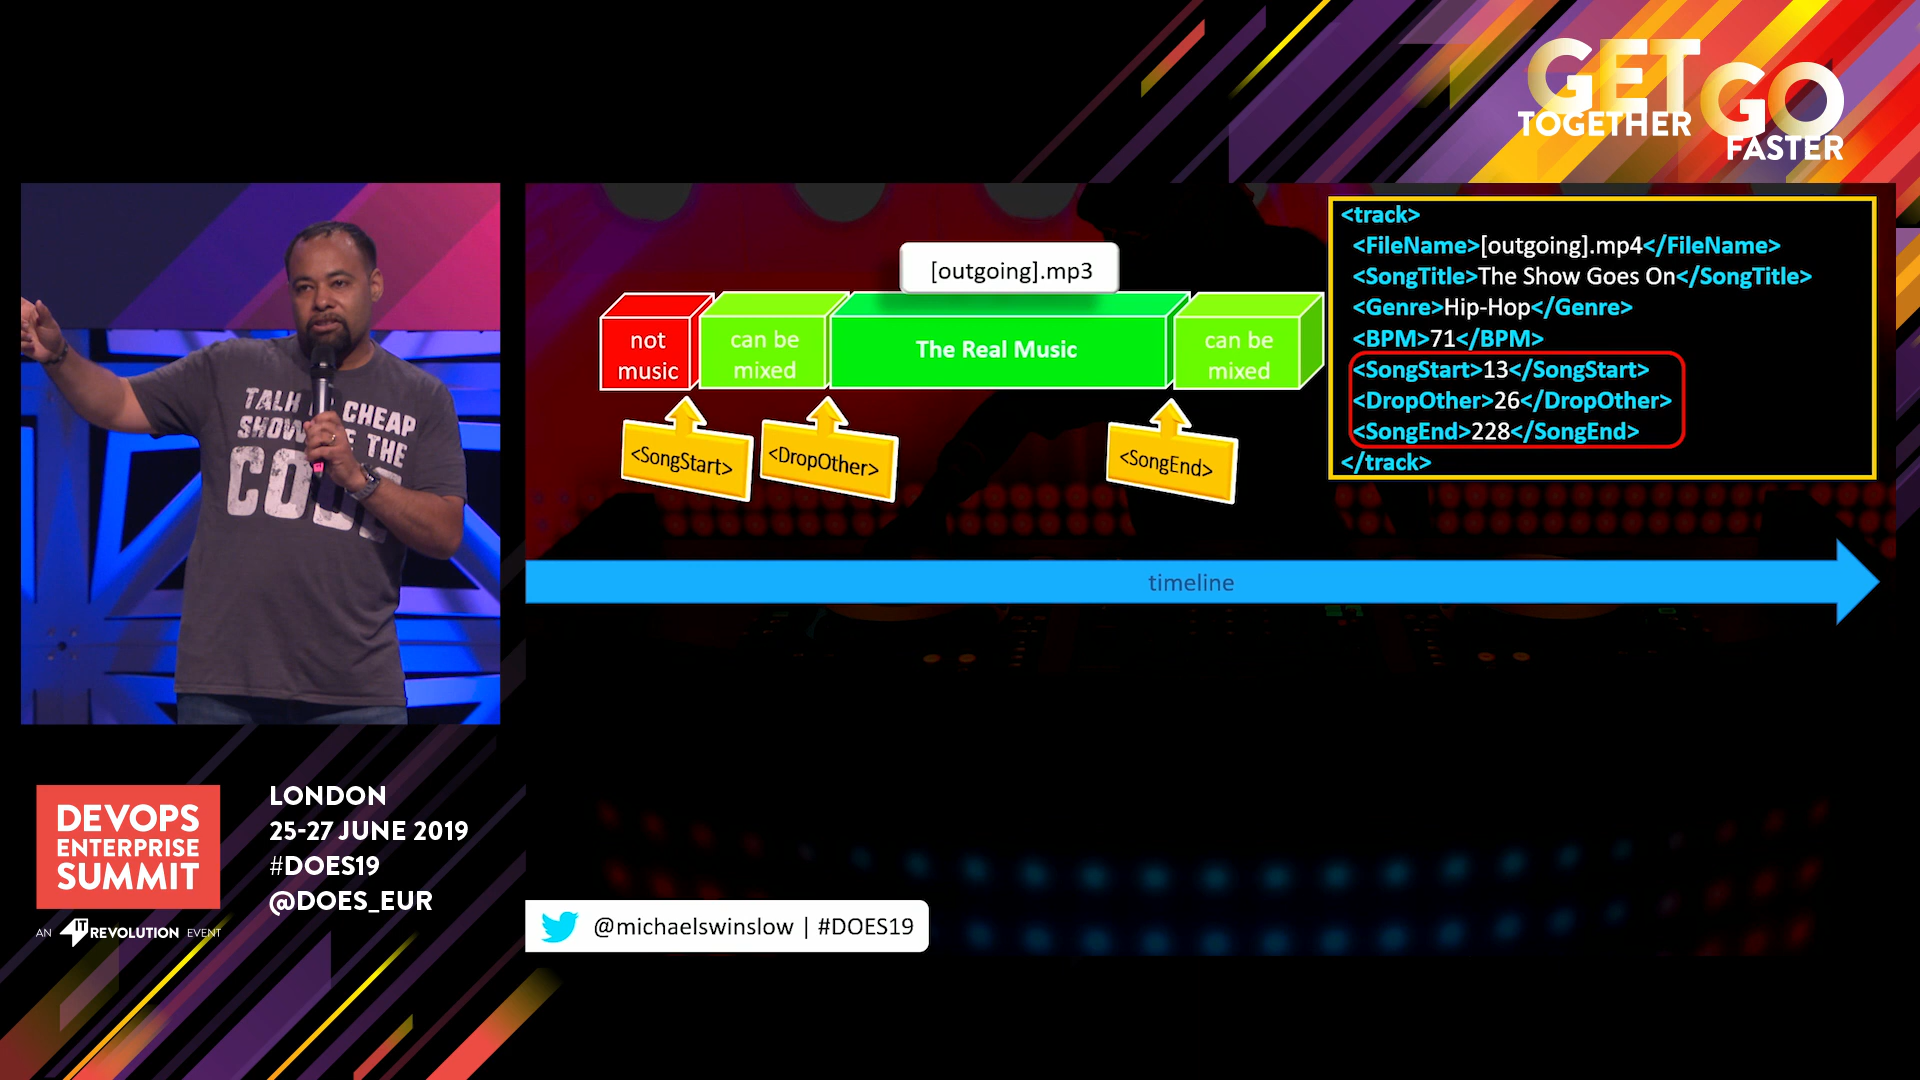 GET
TOGETHER
GO
FASTER
TALK IS CHEAP
SHOW ME THE
CODE
[outgoing].mp3
not
music
can be
mixed
The Real Music
can be
mixed
<SongStart>
<DropOther>
<SongEnd>
<track>
<FileName>[outgoing].mp4</FileName>
<SongTitle>The Show Goes On</SongTitle>
<Genre>Hip-Hop</Genre>
<BPM>71</BPM>
<SongStart>13</SongStart>
<DropOther>26</DropOther>
<SongEnd>228</SongEnd>
</track>
timeline
DEVOPS
ENTERPRISE
SUMMIT
AN IT REVOLUTION EVENT
LONDON
25-27 JUNE 2019
#DOES19
@DOES_EUR
@michaelswinslow | #DOES19